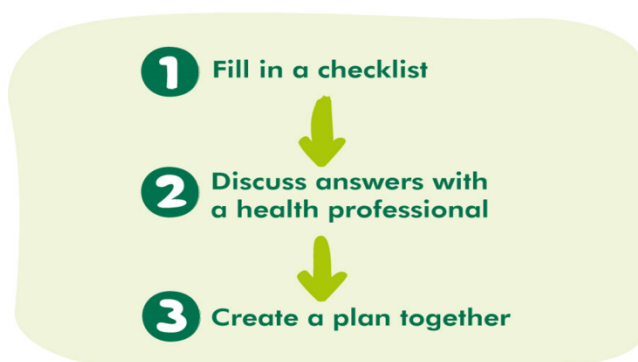 1 Fill in a checklist
2 Discuss answers with
a health professional
3 Create a plan together